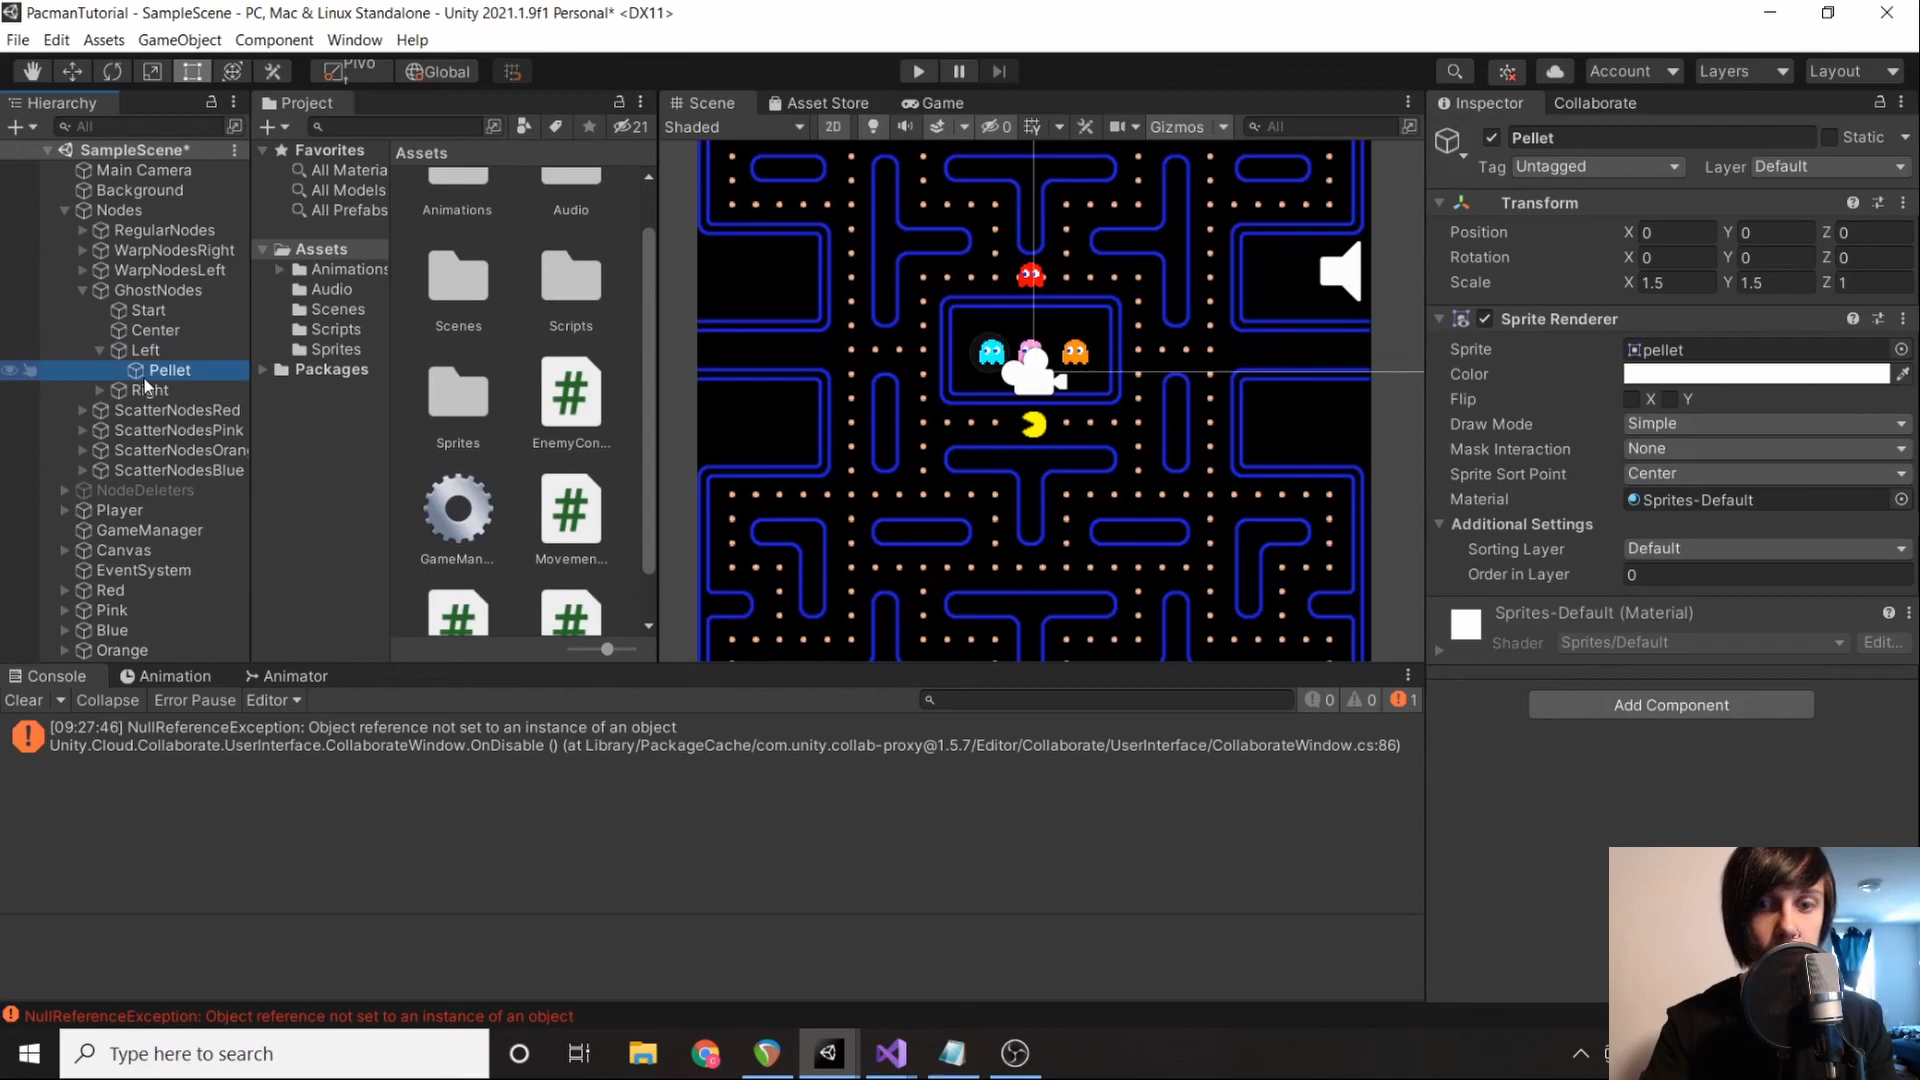 PacmanTutorial - SampleScene - PC, Mac & Linux Standalone - Unity 2021.1.9f1 Personal* <DX11>
File Edit Assets GameObject Component Window Help
Pivo Global Account Layers Layout
Hierarchy Project Scene Asset Store Game Inspector Collaborate
All 21 Shaded 2D 0 Gizmos All Pellet Static
SampleScene* Favorites Assets
Tag Untagged Layer Default
Main Camera All Materia
Background All Models
Nodes All Prefabs Animations Audio Transform
RegularNodes Position X 0 Y 0 Z 0
WarpNodesRight Assets Rotation X 0 Y 0 Z 0
WarpNodesLeft Animations Scale X 1.5 Y 1.5 Z 1
GhostNodes Audio
Start Scenes
Center Scripts Scenes Scripts Sprite Renderer
Left Sprites Sprite pellet
Pellet Packages Color
Right Flip X Y
ScatterNodesRed Draw Mode Simple
ScatterNodesPink Sprites EnemyCon... Mask Interaction None
ScatterNodesOran Sprite Sort Point Center
ScatterNodesBlue Material Sprites-Default
NodeDeleters Additional Settings
Player Sorting Layer Default
GameManager GameMan... Movemen... Order in Layer 0
Canvas
EventSystem
Red Sprites-Default (Material)
Pink Shader Sprites/Default Edit...
Blue
Orange
Console Animation Animator
Clear Collapse Error Pause Editor 0 0 1 Add Component
[09:27:46] NullReferenceException: Object reference not set to an instance of an object
Unity.Cloud.Collaborate.UserInterface.CollaborateWindow.OnDisable () (at Library/PackageCache/com.unity.collab-proxy@1.5.7/Editor/Collaborate/UserInterface/CollaborateWindow.cs:86)
NullReferenceException: Object reference not set to an instance of an object
Type here to search